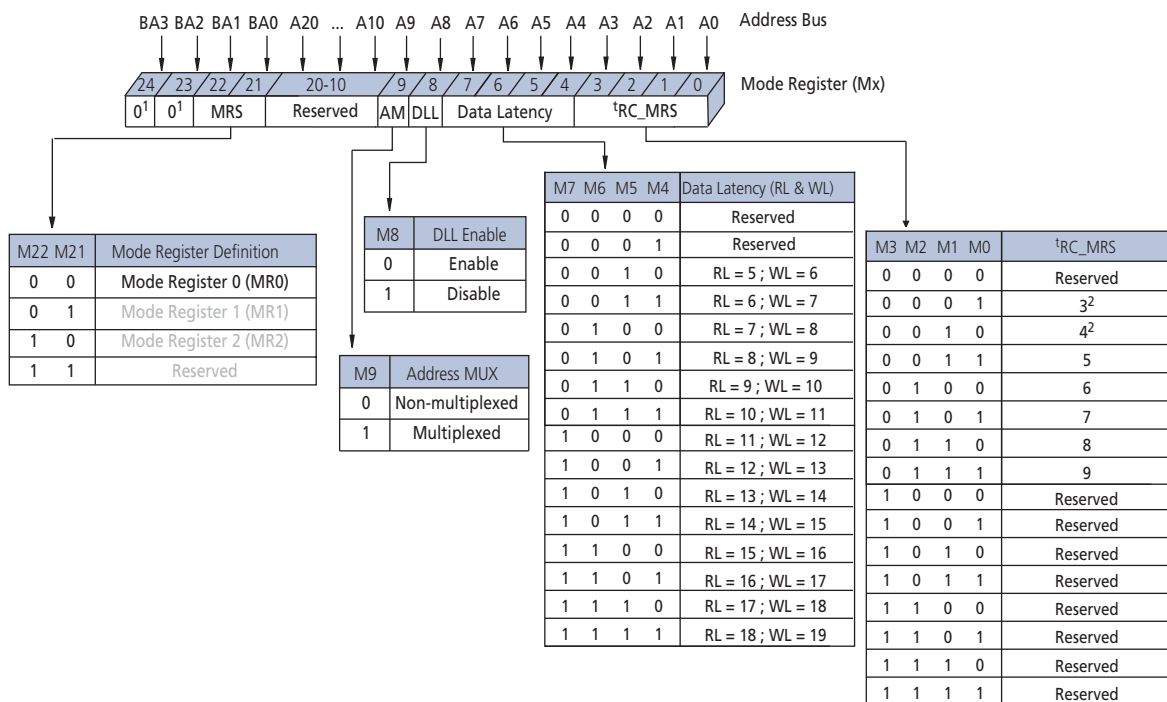 BA3 BA2 BA1 BA0 A20 ... A10 A9 A8 A7 A6 A5 A4 A3 A2 A1 A0 Address Bus
24 23 22 21 20-10 9 8 7 6 5 4 3 2 1 0 Mode Register (Mx)
0¹ 0¹ MRS Reserved AM DLL Data Latency ᵗRC_MRS
M22 M21 Mode Register Definition
0 0 Mode Register 0 (MR0)
0 1 Mode Register 1 (MR1)
1 0 Mode Register 2 (MR2)
1 1 Reserved
M8 DLL Enable
0 Enable
1 Disable
M9 Address MUX
0 Non-multiplexed
1 Multiplexed
M7 M6 M5 M4 Data Latency (RL & WL)
0 0 0 0 Reserved
0 0 0 1 Reserved
0 0 1 0 RL = 5 ; WL = 6
0 0 1 1 RL = 6 ; WL = 7
0 1 0 0 RL = 7 ; WL = 8
0 1 0 1 RL = 8 ; WL = 9
0 1 1 0 RL = 9 ; WL = 10
0 1 1 1 RL = 10 ; WL = 11
1 0 0 0 RL = 11 ; WL = 12
1 0 0 1 RL = 12 ; WL = 13
1 0 1 0 RL = 13 ; WL = 14
1 0 1 1 RL = 14 ; WL = 15
1 1 0 0 RL = 15 ; WL = 16
1 1 0 1 RL = 16 ; WL = 17
1 1 1 0 RL = 17 ; WL = 18
1 1 1 1 RL = 18 ; WL = 19
M3 M2 M1 M0 ᵗRC_MRS
0 0 0 0 Reserved
0 0 0 1 3²
0 0 1 0 4²
0 0 1 1 5
0 1 0 0 6
0 1 0 1 7
0 1 1 0 8
0 1 1 1 9
1 0 0 0 Reserved
1 0 0 1 Reserved
1 0 1 0 Reserved
1 0 1 1 Reserved
1 1 0 0 Reserved
1 1 0 1 Reserved
1 1 1 0 Reserved
1 1 1 1 Reserved